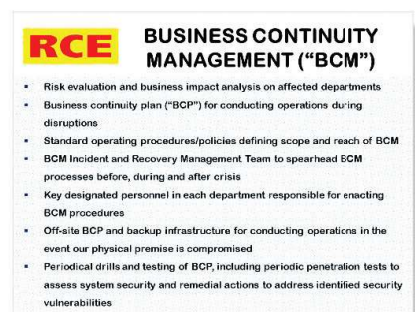 RCE
BUSINESS CONTINUITY
MANAGEMENT (“BCM”)
▪ Risk evaluation and business impact analysis on affected departments
▪ Business continuity plan (“BCP”) for conducting operations during
disruptions
▪ Standard operating procedures/policies defining scope and reach of BCM
▪ BCM Incident and Recovery Management Team to spearhead BCM
processes before, during and after crisis
▪ Key designated personnel in each department responsible for enacting
BCM procedures
▪ Off-site BCP and backup infrastructure for conducting operations in the
event our physical premise is compromised
▪ Periodical drills and testing of BCP, including periodic penetration tests to
assess system security and remedial actions to address identified security
vulnerabilities